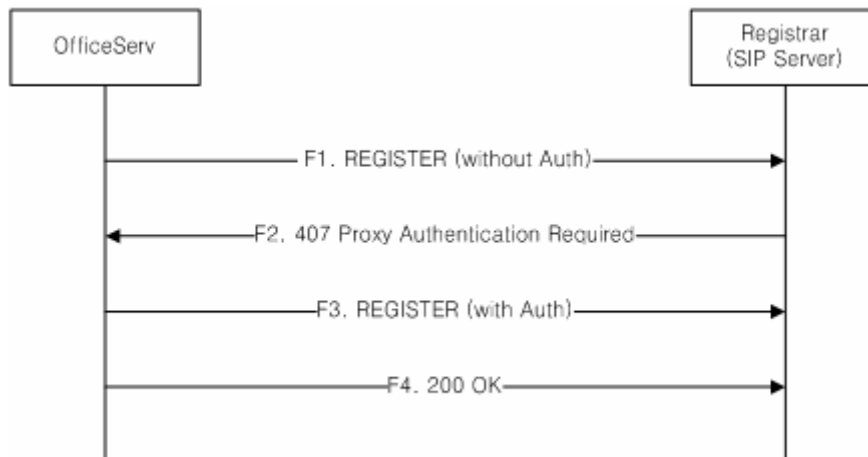 OfficeServ
Registrar
(SIP Server)
F1. REGISTER (without Auth)
F2. 407 Proxy Authentication Required
F3. REGISTER (with Auth)
F4. 200 OK